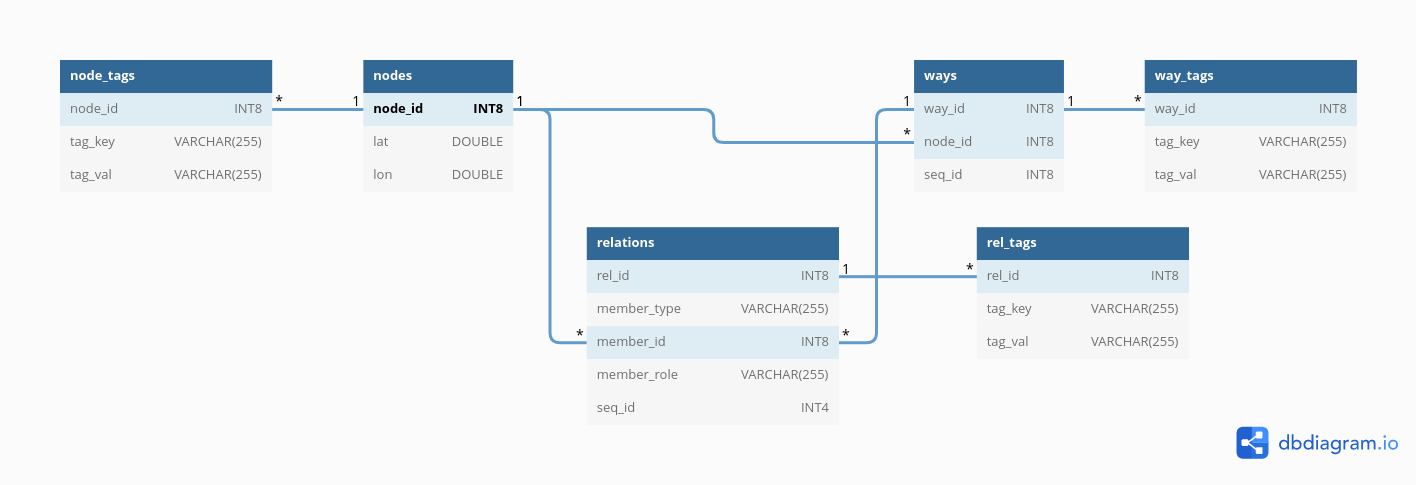 node_tags
node_id INT8
tag_key VARCHAR(255)
tag_val VARCHAR(255)
* 1
nodes
node_id INT8
lat DOUBLE
lon DOUBLE
1
1
*
ways
way_id INT8
node_id INT8
seq_id INT8
1 *
way_tags
way_id INT8
tag_key VARCHAR(255)
tag_val VARCHAR(255)
relations
rel_id INT8
member_type VARCHAR(255)
member_id INT8
member_role VARCHAR(255)
seq_id INT4
*
*
1 *
rel_tags
rel_id INT8
tag_key VARCHAR(255)
tag_val VARCHAR(255)
dbdiagram.io